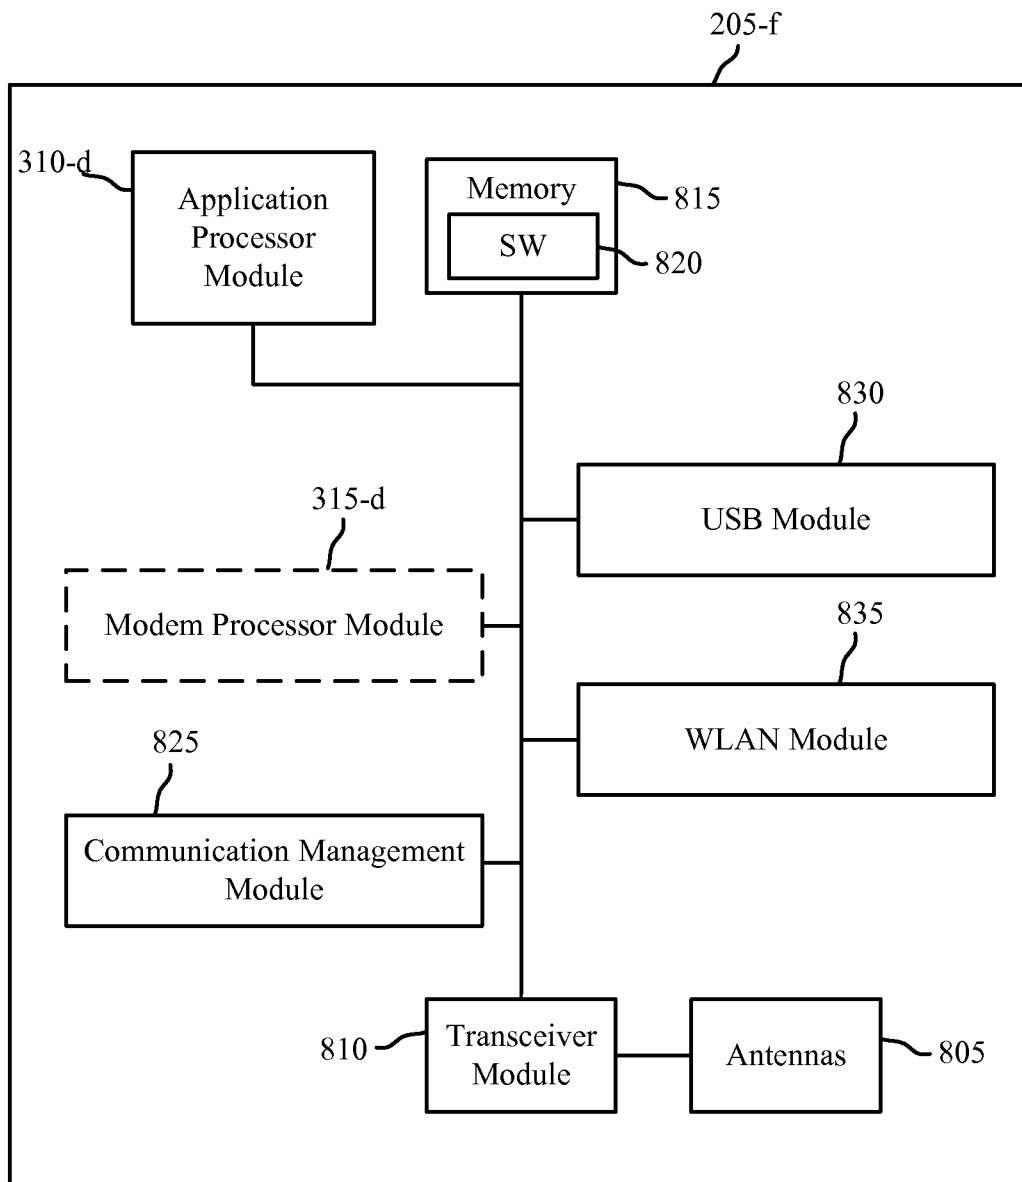 205-f
310-d
Application
Processor
Module
Memory
815
SW
820
830
USB Module
315-d
Modem Processor Module
835
WLAN Module
825
Communication Management
Module
810
Transceiver
Module
Antennas
805